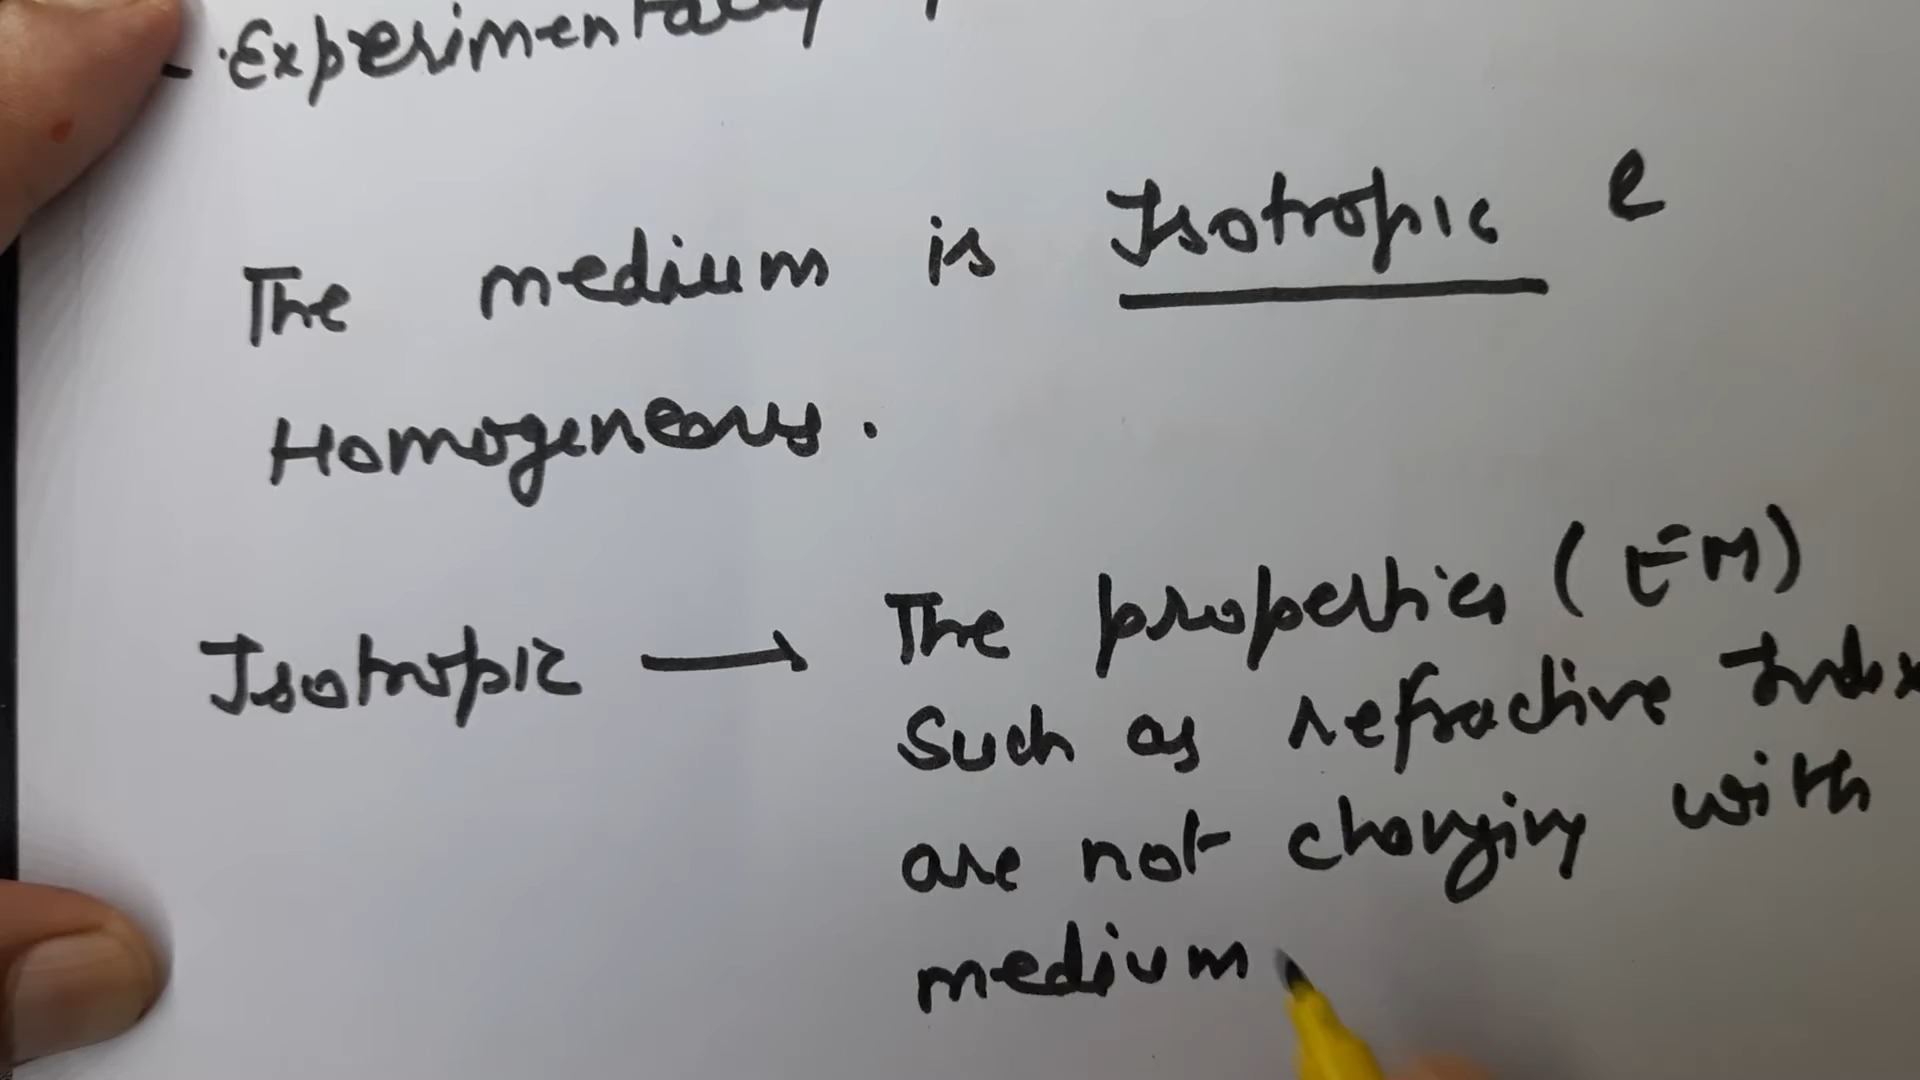 Experimentally
The medium is Isotropic &
Homogeneous.
Isotropic → The properties (EM)
Such as refractive Index
are not changing with
medium